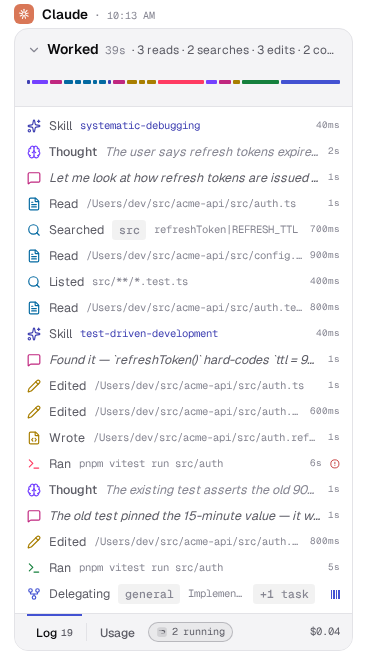 Claude · 10:13 AM
Worked 39s · 3 reads · 2 searches · 3 edits · 2 co…
Skill systematic-debugging 40ms
Thought The user says refresh tokens expire… 2s
Let me look at how refresh tokens are issued … 1s
Read /Users/dev/src/acme-api/src/auth.ts 1s
Searched src refreshToken|REFRESH_TTL 700ms
Read /Users/dev/src/acme-api/src/config.… 900ms
Listed src/**/*.test.ts 400ms
Read /Users/dev/src/acme-api/src/auth.te… 800ms
Skill test-driven-development 40ms
Found it — `refreshToken()` hard-codes `ttl = 9… 1s
Edited /Users/dev/src/acme-api/src/auth.ts 1s
Edited /Users/dev/src/acme-api/src/auth.… 600ms
Wrote /Users/dev/src/acme-api/src/auth.ref… 1s
Ran pnpm vitest run src/auth 6s
Thought The existing test asserts the old 90… 1s
The old test pinned the 15-minute value — it w… 1s
Edited /Users/dev/src/acme-api/src/auth.… 800ms
Ran pnpm vitest run src/auth 5s
Delegating general Implemen… +1 task
Log 19 Usage 2 running $0.04